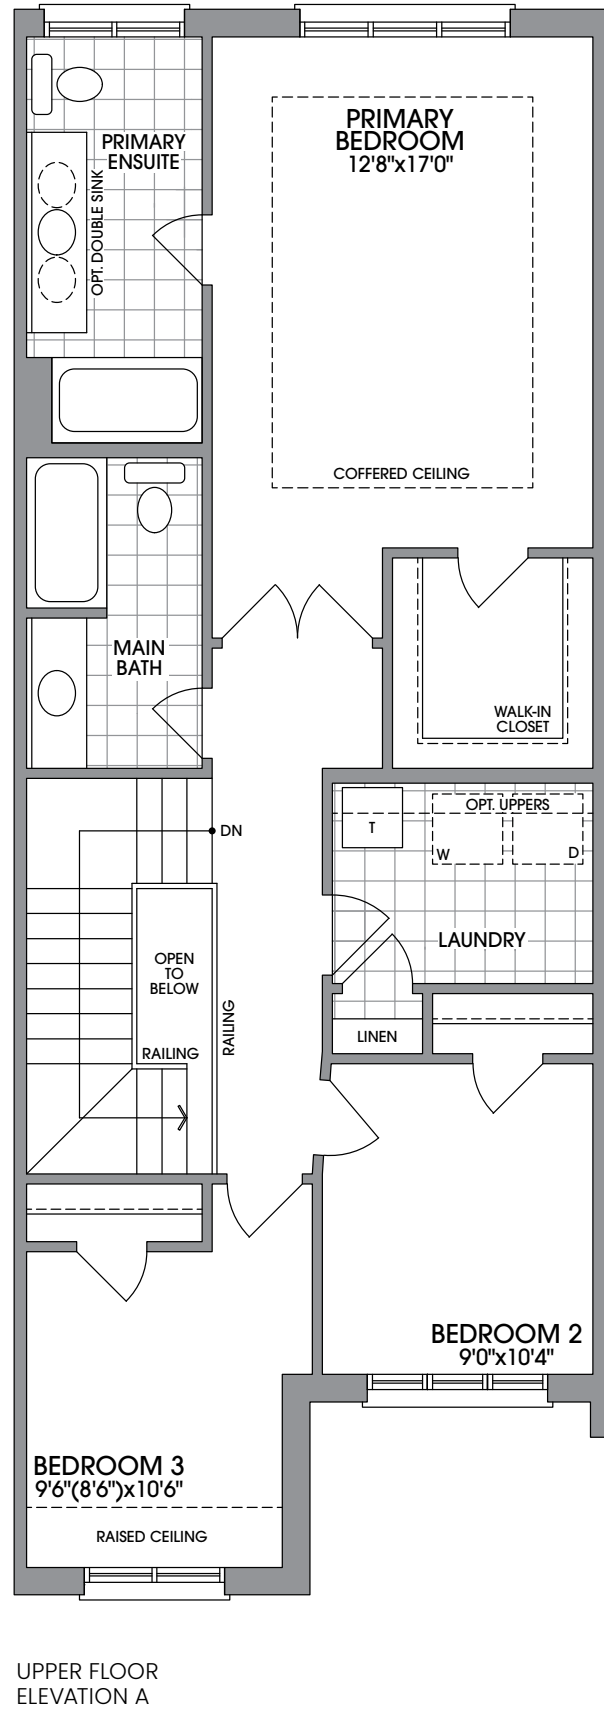 PRIMARY
ENSUITE
OPT. DOUBLE SINK
PRIMARY
BEDROOM
12'8"x17'0"
COFFERED CEILING
MAIN
BATH
WALK-IN
CLOSET
DN
OPT. UPPERS
T
W
D
LAUNDRY
OPEN
TO
BELOW
RAILING
RAILING
LINEN
BEDROOM 2
9'0"x10'4"
BEDROOM 3
9'6"(8'6")x10'6"
RAISED CEILING
UPPER FLOOR
ELEVATION A